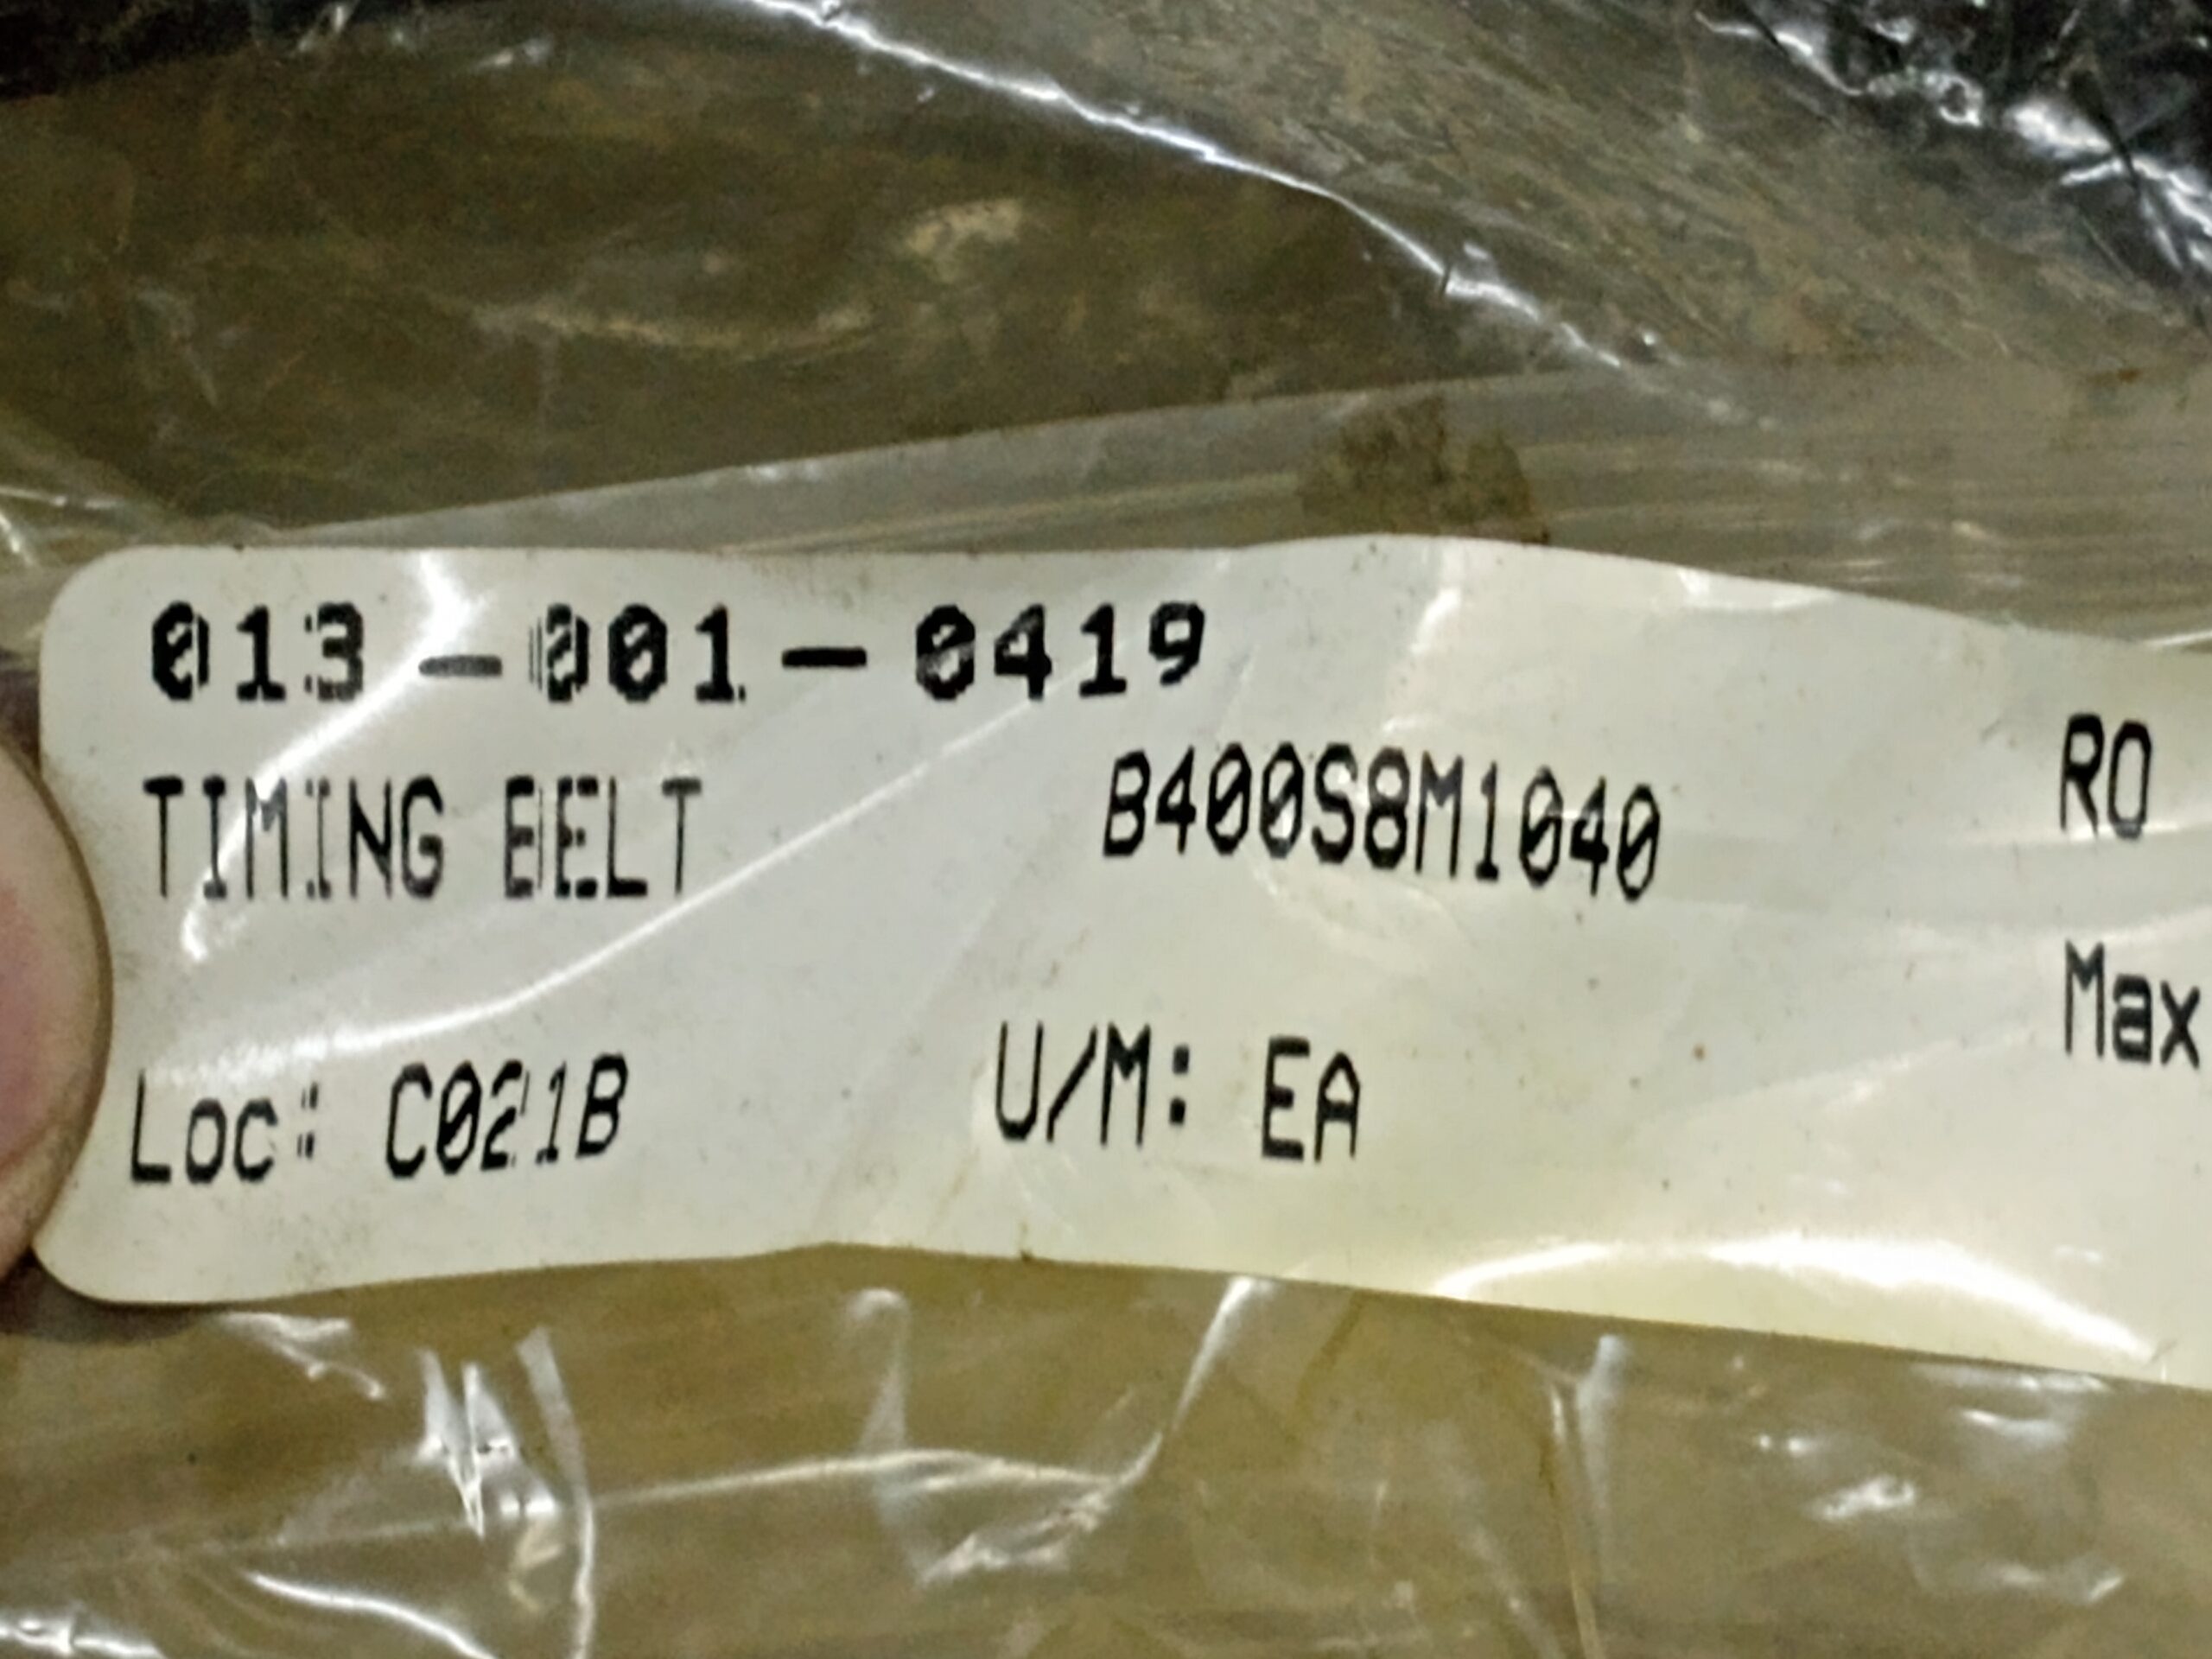 013-001-0419
TIMING BELT B400S8M1040 RO
Loc: C021B U/M: EA Max